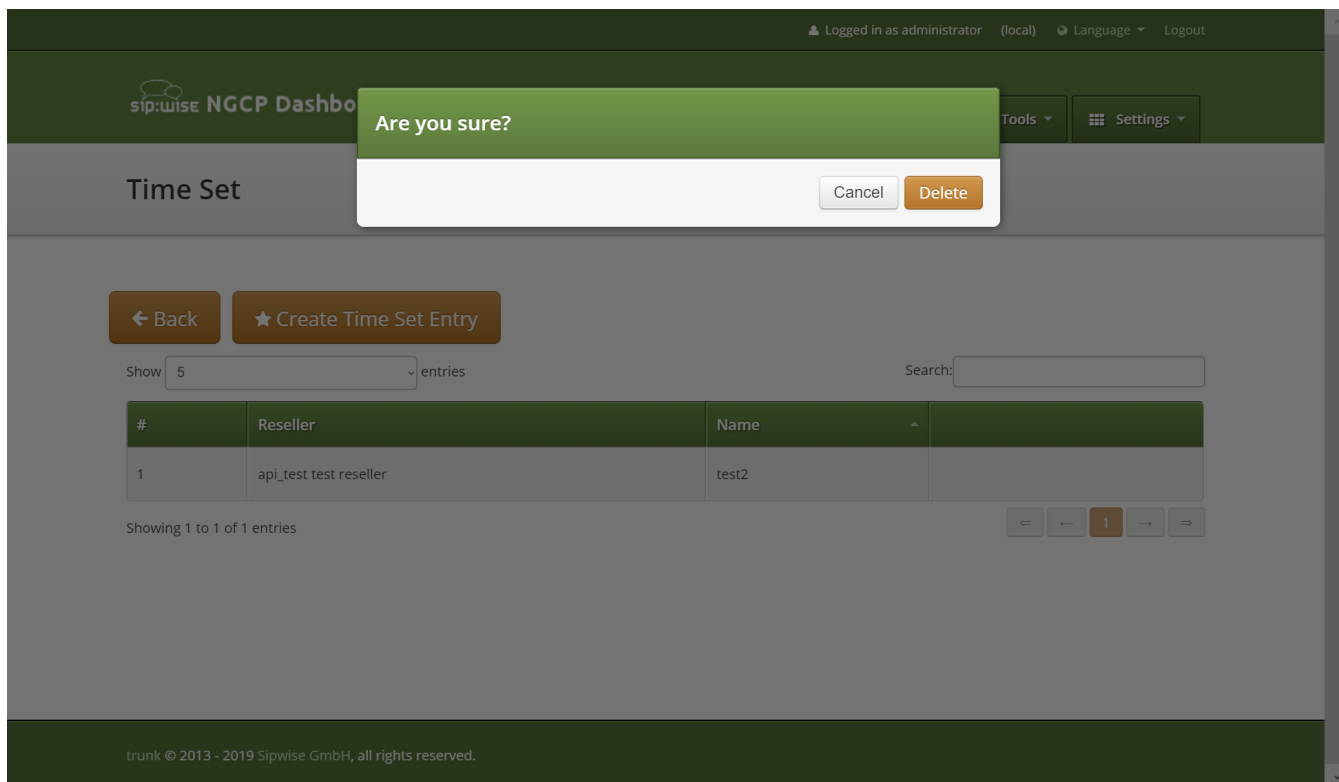 Logged in as administrator (local) Language Logout
sip:wise NGCP Dashbo
Tools Settings
Are you sure?
Time Set
Cancel Delete
Back Create Time Set Entry
Show 5 entries Search:
# Reseller Name
1 api_test test reseller test2
Showing 1 to 1 of 1 entries
⇐ ← 1 → ⇒
trunk © 2013 - 2019 Sipwise GmbH, all rights reserved.